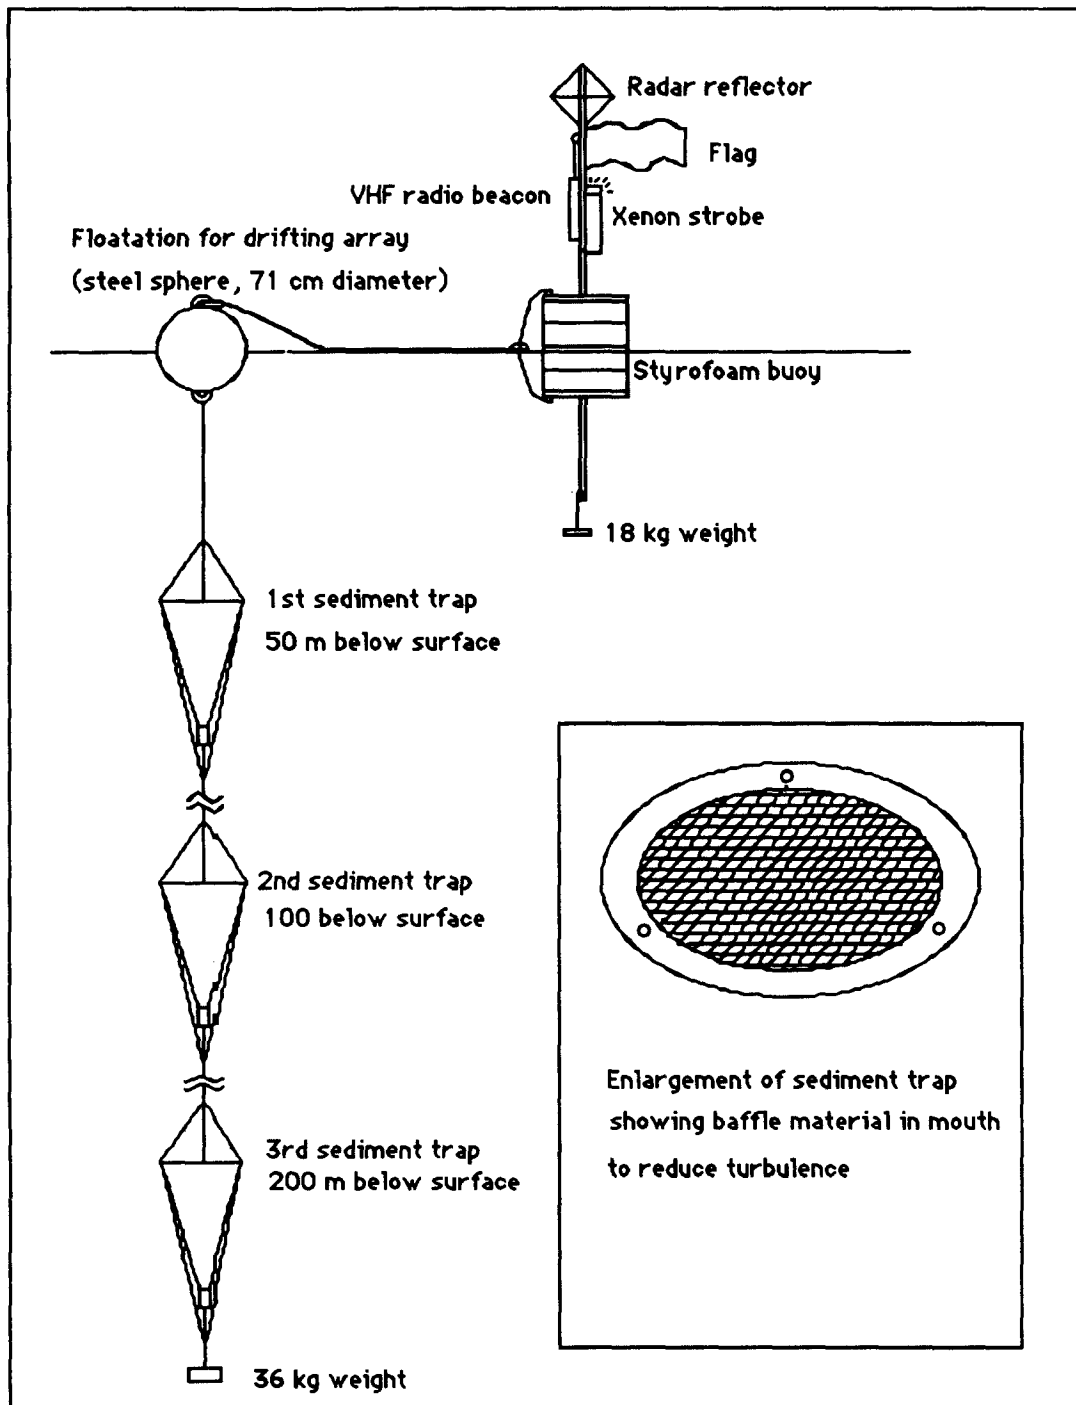 Radar reflector
Flag
VHF radio beacon
Xenon strobe
Floatation for drifting array
(steel sphere, 71 cm diameter)
Styrofoam buoy
18 kg weight
1st sediment trap
50 m below surface
2nd sediment trap
100 below surface
3rd sediment trap
200 m below surface
36 kg weight
Enlargement of sediment trap
showing baffle material in mouth
to reduce turbulence